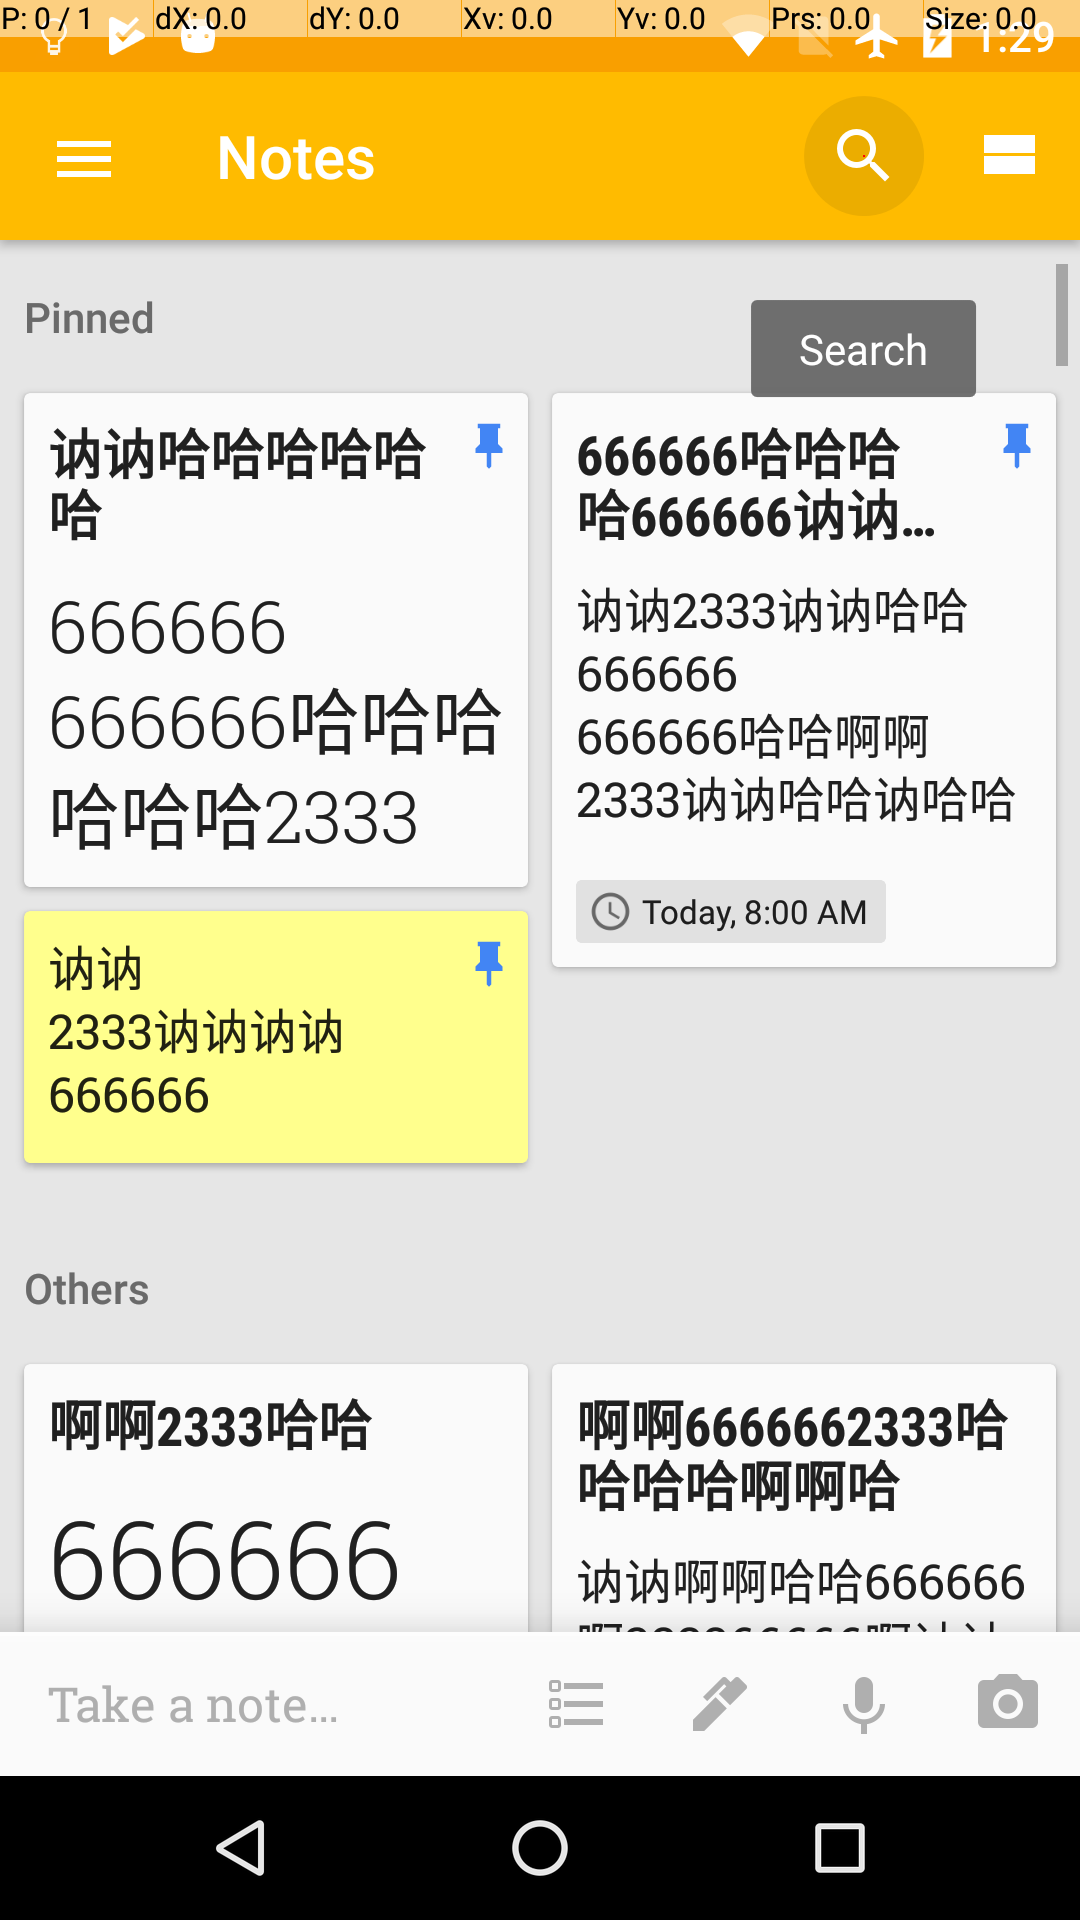 P: 0 / 1 dX: 0.0 dY: 0.0 Xv: 0.0 Yv: 0.0 Prs: 0.0 Size: 0.0
1:29
Notes
Search
Pinned
讷讷哈哈哈哈哈
哈
666666
666666哈哈哈
哈哈哈2333
666666哈哈哈
哈666666讷讷...
讷讷2333讷讷哈哈
666666
666666哈哈啊啊
2333讷讷哈哈讷哈哈
Today, 8:00 AM
讷讷
2333讷讷讷讷
666666
Others
啊啊2333哈哈
666666
啊啊6666662333哈
哈哈哈啊啊哈
讷讷啊啊哈哈666666
Take a note...